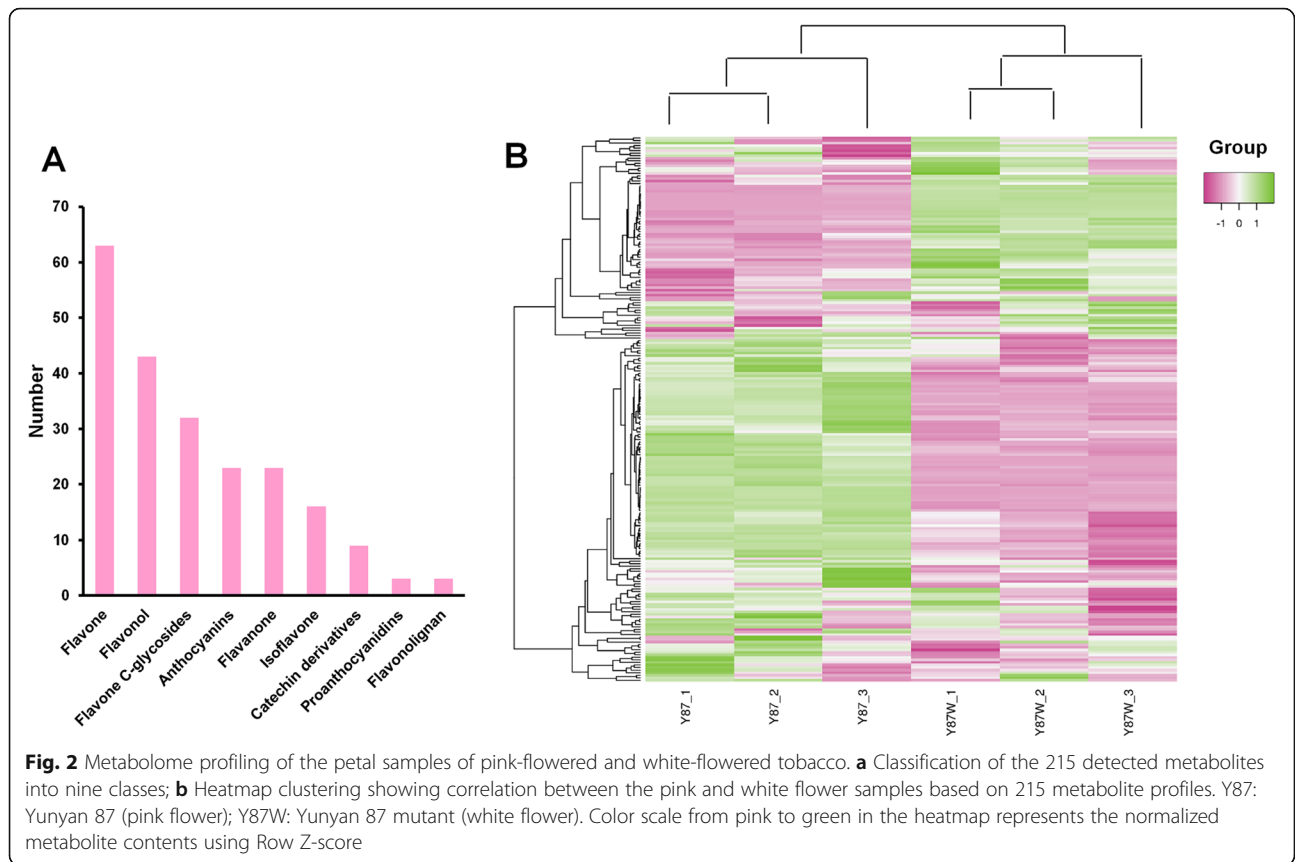 A
Number
70
60
50
40
30
20
10
0
Flavone
Flavonol
Flavone C-glycosides
Anthocyanins
Flavanone
Isoflavone
Catechin derivatives
Proanthocyanidins
Flavonolignan
B
Group
-1 0 1
Y87_1
Y87_2
Y87_3
Y87W_1
Y87W_2
Y87W_3
Fig. 2 Metabolome profiling of the petal samples of pink-flowered and white-flowered tobacco. a Classification of the 215 detected metabolites
into nine classes; b Heatmap clustering showing correlation between the pink and white flower samples based on 215 metabolite profiles. Y87:
Yunyan 87 (pink flower); Y87W: Yunyan 87 mutant (white flower). Color scale from pink to green in the heatmap represents the normalized
metabolite contents using Row Z-score